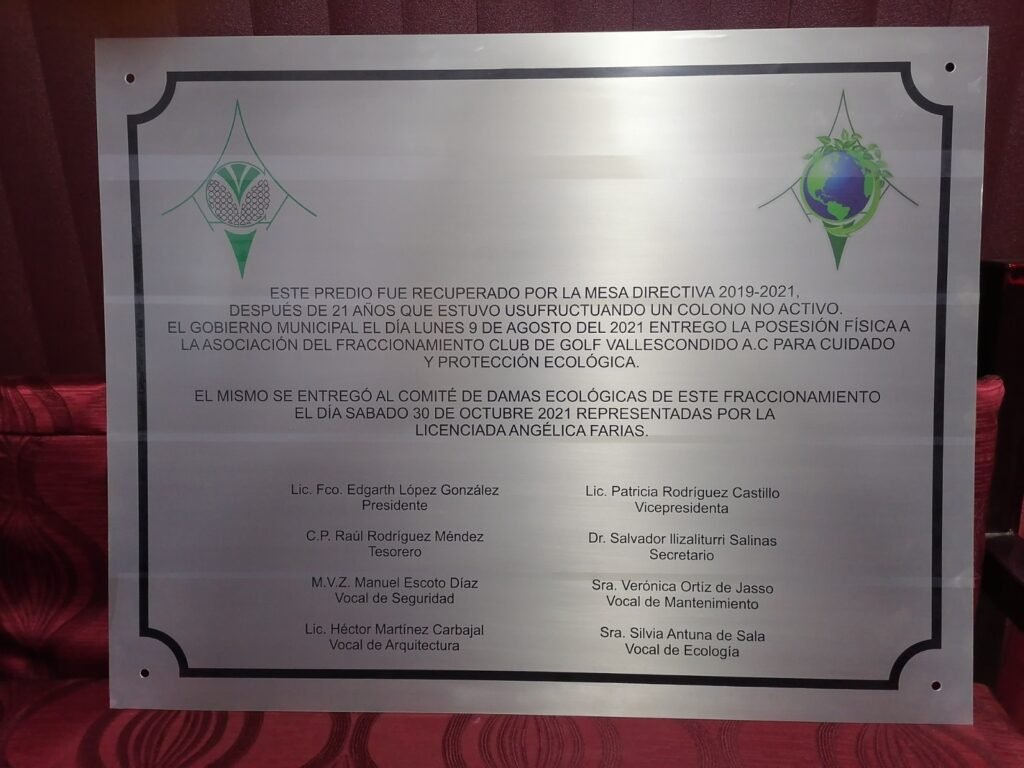 ESTE PREDIO FUE RECUPERADO POR LA MESA DIRECTIVA 2019-2021,
DESPUÉS DE 21 AÑOS QUE ESTUVO USUFRUCTUANDO UN COLONO NO ACTIVO.
EL GOBIERNO MUNICIPAL EL DÍA LUNES 9 DE AGOSTO DEL 2021 ENTREGO LA POSESIÓN FÍSICA A
LA ASOCIACIÓN DEL FRACCIONAMIENTO CLUB DE GOLF VALLESCONDIDO A.C PARA CUIDADO
Y PROTECCIÓN ECOLÓGICA.
EL MISMO SE ENTREGÓ AL COMITÉ DE DAMAS ECOLÓGICAS DE ESTE FRACCIONAMIENTO
EL DÍA SABADO 30 DE OCTUBRE 2021 REPRESENTADAS POR LA
LICENCIADA ANGÉLICA FARIAS.
Lic. Fco. Edgarth López González
Presidente
Lic. Patricia Rodríguez Castillo
Vicepresidenta
C.P. Raúl Rodríguez Méndez
Tesorero
Dr. Salvador Ilizaliturri Salinas
Secretario
M.V.Z. Manuel Escoto Díaz
Vocal de Seguridad
Sra. Verónica Ortíz de Jasso
Vocal de Mantenimiento
Lic. Héctor Martínez Carbajal
Vocal de Arquitectura
Sra. Silvia Antuna de Sala
Vocal de Ecología